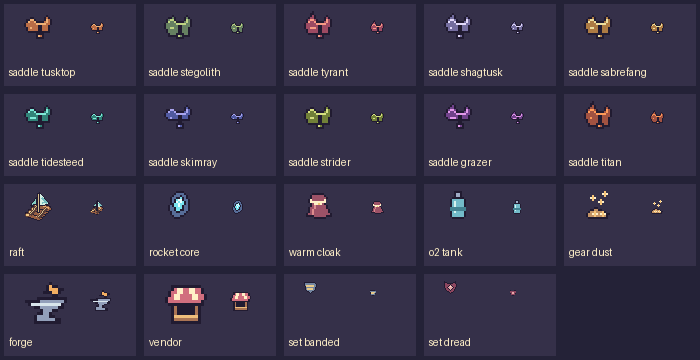 saddle tusktop
saddle stegolith
saddle tyrant
saddle shagtusk
saddle sabrefang
saddle tidesteed
saddle skimray
saddle strider
saddle grazer
saddle titan
raft
rocket core
warm cloak
o2 tank
gear dust
forge
vendor
set banded
set dread